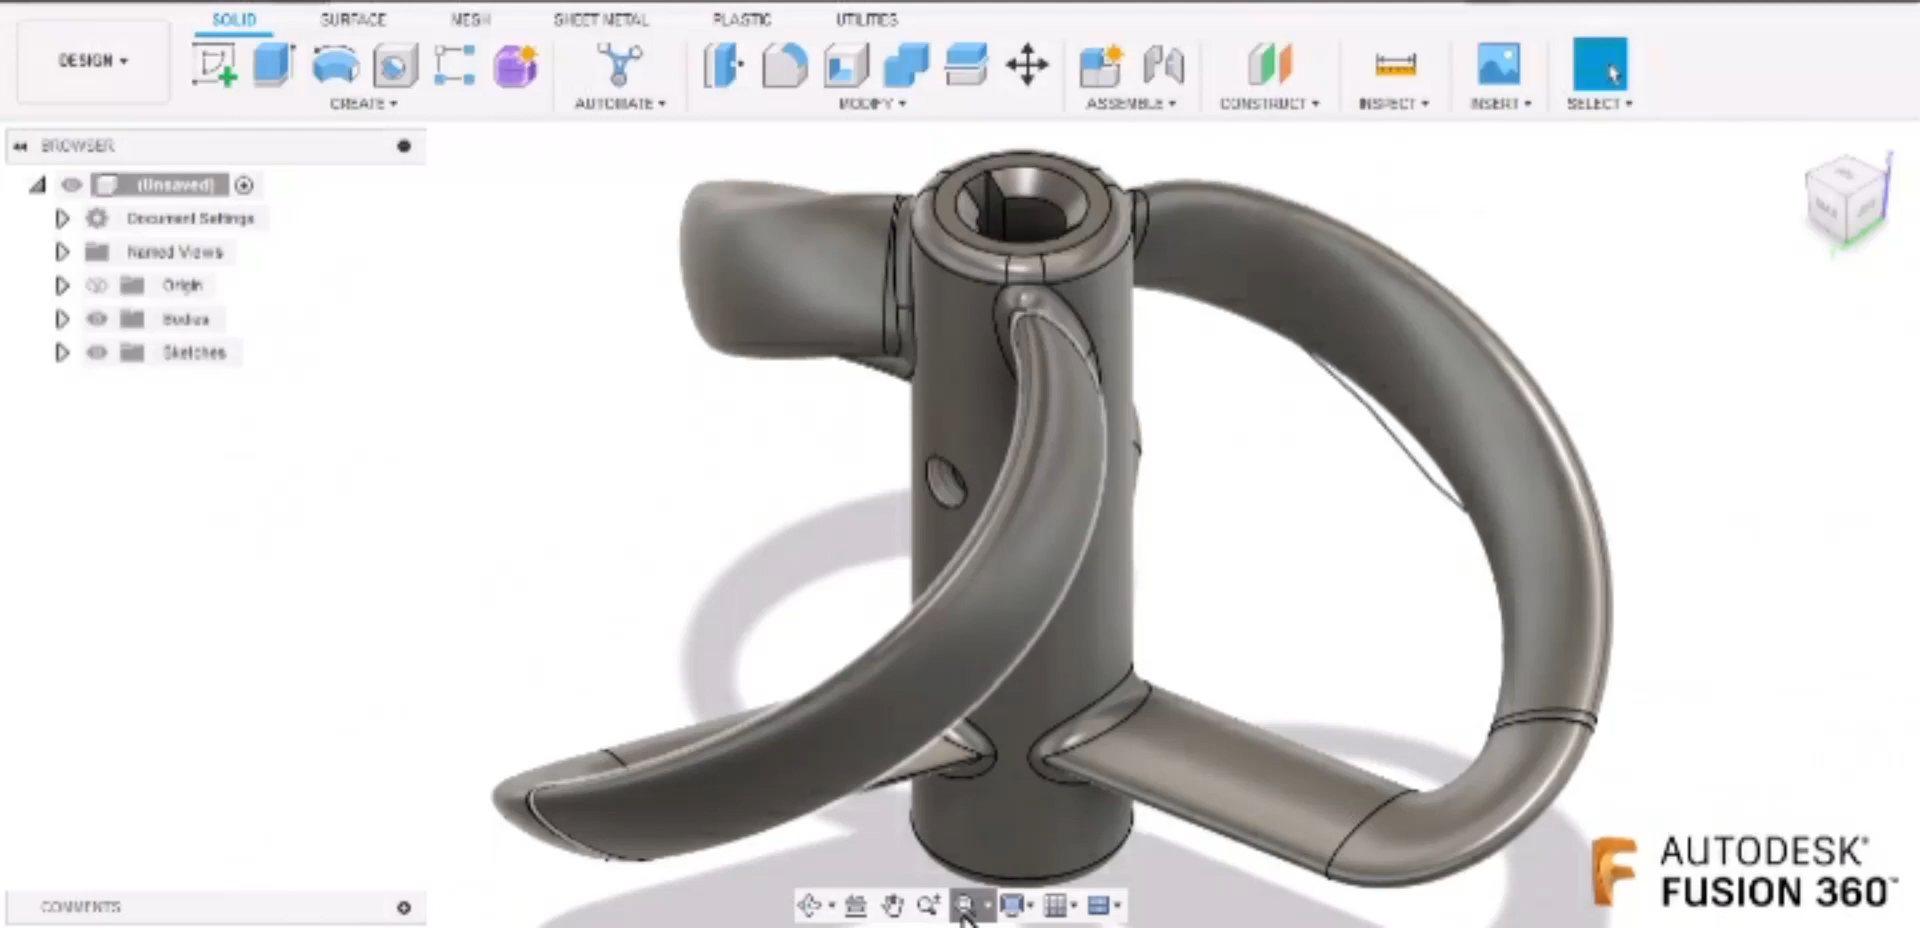 SOLID SURFACE MESH SHEET METAL PLASTIC UTILITIES
DESIGN
CREATE AUTOMATE MODIFY ASSEMBLE CONSTRUCT INSPECT INSERT SELECT
BROWSER
(Unsaved)
Document Settings
Named Views
Origin
Bodies
Sketches
COMMENTS
AUTODESK®
FUSION 360™